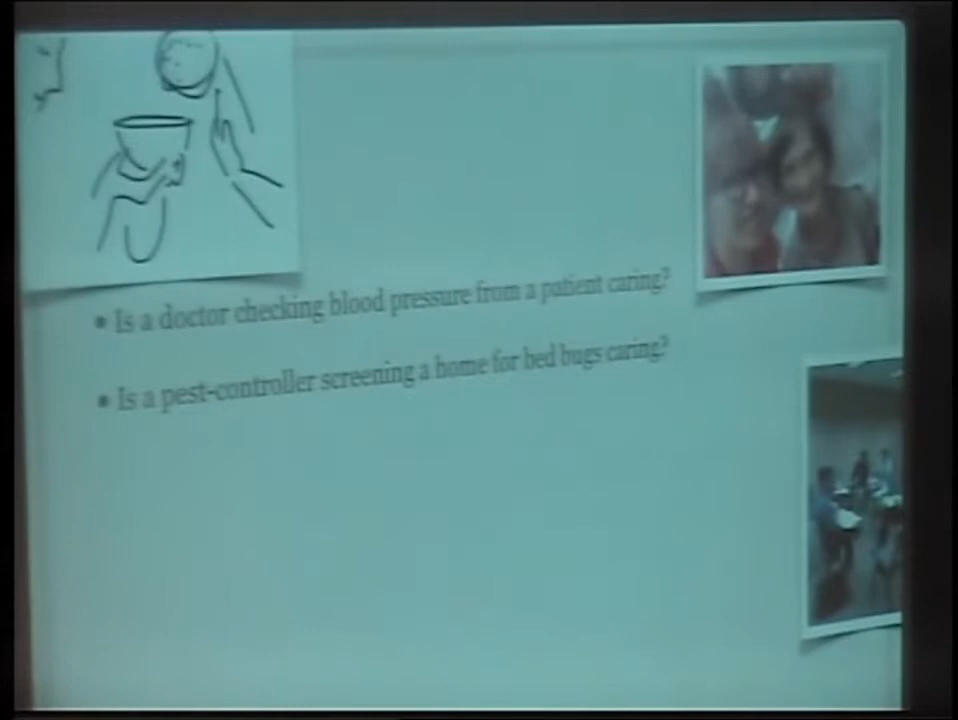 • Is a doctor checking blood pressure from a patient caring?
• Is a pest-controller screening a home for bed bugs caring?